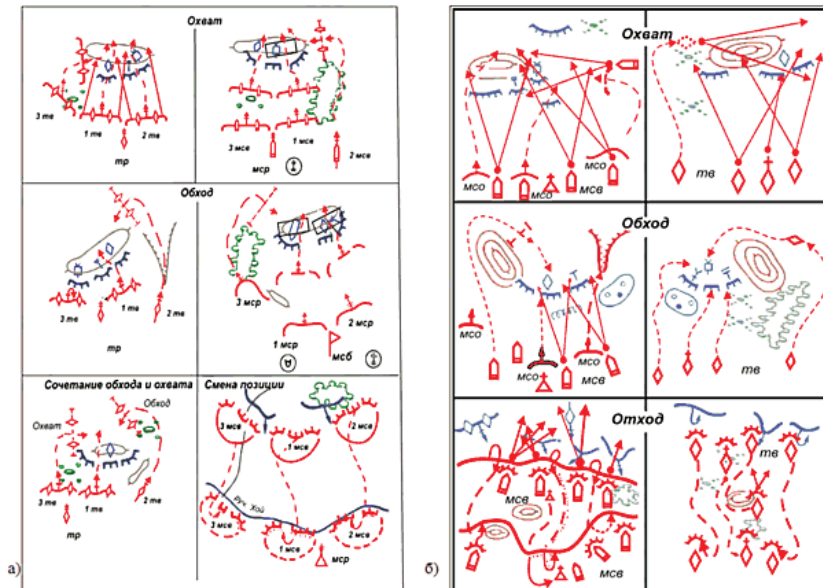 Охват
3 тв
1 тв
2 тв
тр
3 мсв
1 мсв
мср
2 мсв
Обход
3 тв
1 тв
2 тв
тр
3 мср
1 мср
2 мср
мсб
Сочетание обхода и охвата
Охват
Обход
3 тв
1 тв
2 тв
тр
Смена позиции
3 мсв
1 мсв
2 мсв
Руч. Хой
3 мсв
1 мсв
2 мсв
мср
а)
Охват
мсо
мсо
мсв
тв
Обход
мсо
мсо
мсо
мсв
тв
Отход
мсв
мсв
тв
б)